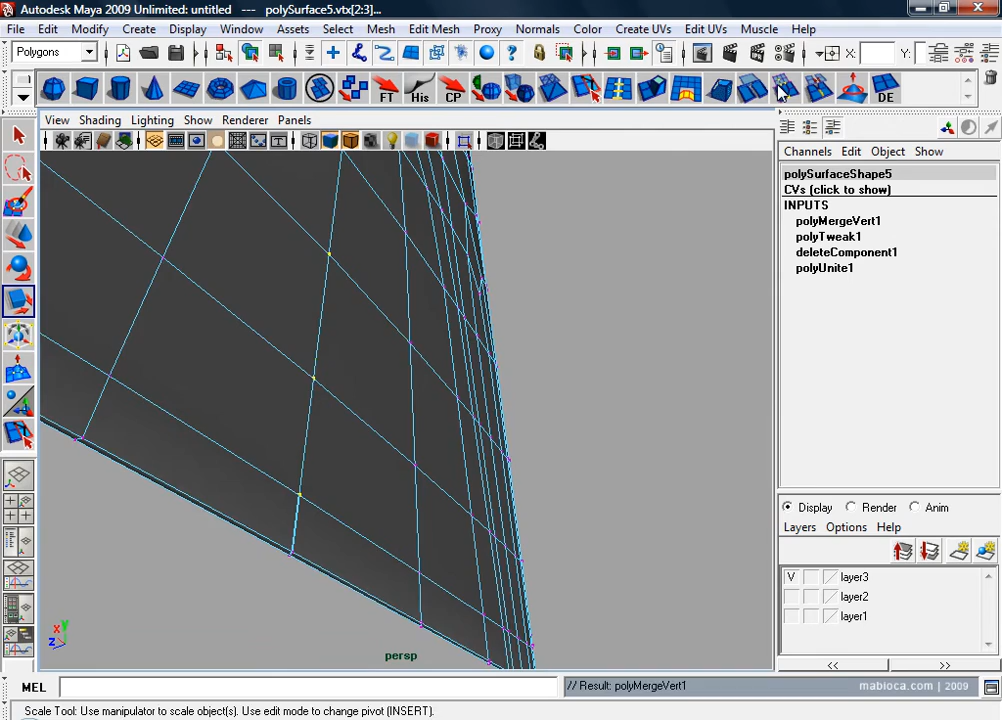 Autodesk Maya 2009 Unlimited: untitled --- polySurface5.vtx[2:3]...
File Edit Modify Create Display Window Assets Select Mesh Edit Mesh Proxy Normals Color Create UVs Edit UVs Muscle Help
Polygons X: Y:
FT His CP DE
View Shading Lighting Show Renderer Panels
Channels Edit Object Show
polySurfaceShape5
CVs (click to show)
INPUTS
polyMergeVert1
polyTweak1
deleteComponent1
polyUnite1
Display Render Anim
Layers Options Help
V layer3
layer2
layer1
y
x
z
persp
<< >>
MEL // Result: polyMergeVert1 mabioca.com | 2009
Scale Tool: Use manipulator to scale object(s). Use edit mode to change pivot (INSERT).